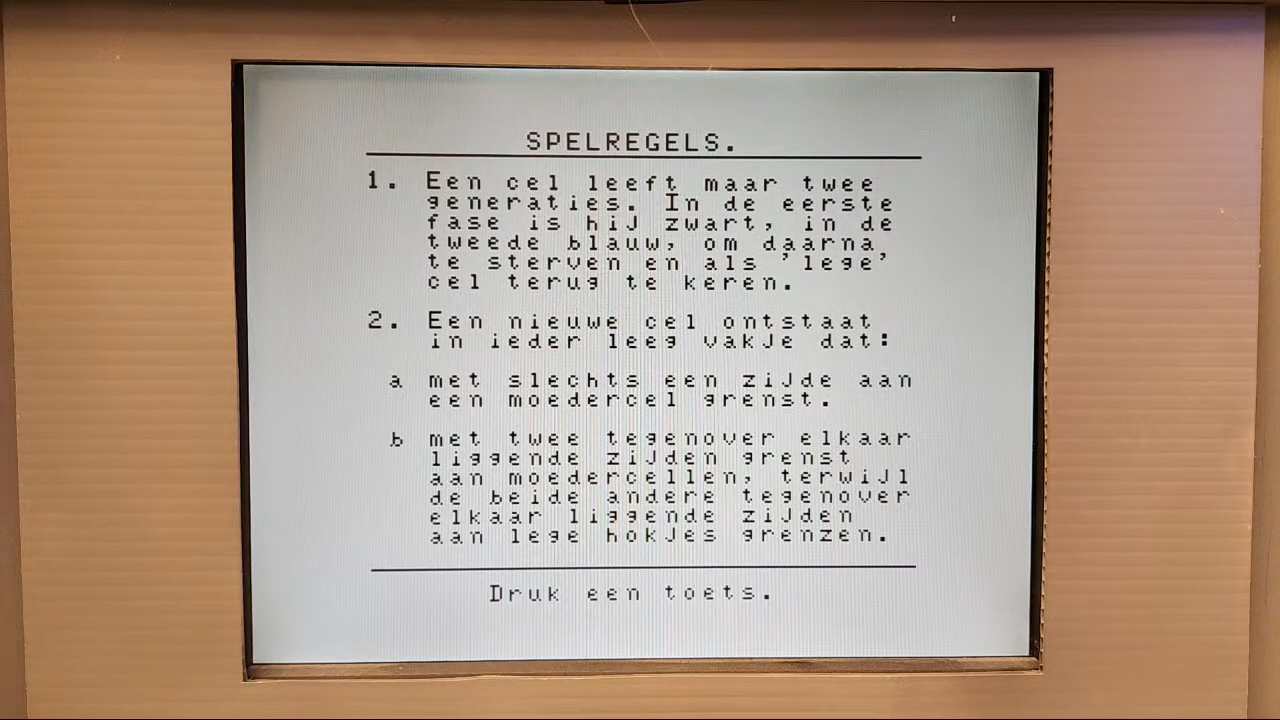 SPELREGELS.
1. Een cel leeft maar twee
generaties. In de eerste
fase is hij zwart, in de
tweede blauw, om daarna
te sterven en als 'lege'
cel terug te keren.
2. Een nieuwe cel ontstaat
in ieder leeg vakje dat:
a met slechts een zijde aan
een moedercel grenst.
b met twee tegenover elkaar
liggende zijden grenst
aan moedercellen, terwijl
de beide andere tegenover
elkaar liggende zijden
aan lege hokjes grenzen.
Druk een toets.